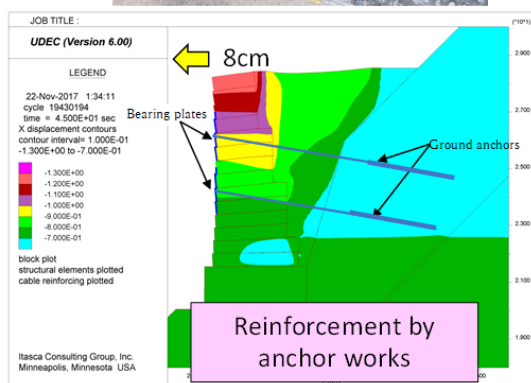 JOB TITLE :
(*10^1)
UDEC (Version 6.00)
LEGEND
22-Nov-2017 1:34:11
cycle 19430194
time = 4.500E+01 sec
X displacement contours
contour interval= 1.000E-01
-1.300E+00 to -7.000E-01
-1.300E+00
-1.200E+00
-1.100E+00
-1.000E+00
-9.000E-01
-8.000E-01
-7.000E-01
block plot
structural elements plotted
cable reinforcing plotted
Itasca Consulting Group, Inc.
Minneapolis, Minnesota USA
8cm
Bearing plates
Ground anchors
2.900
2.700
2.500
2.300
2.100
1.900
Reinforcement by
anchor works